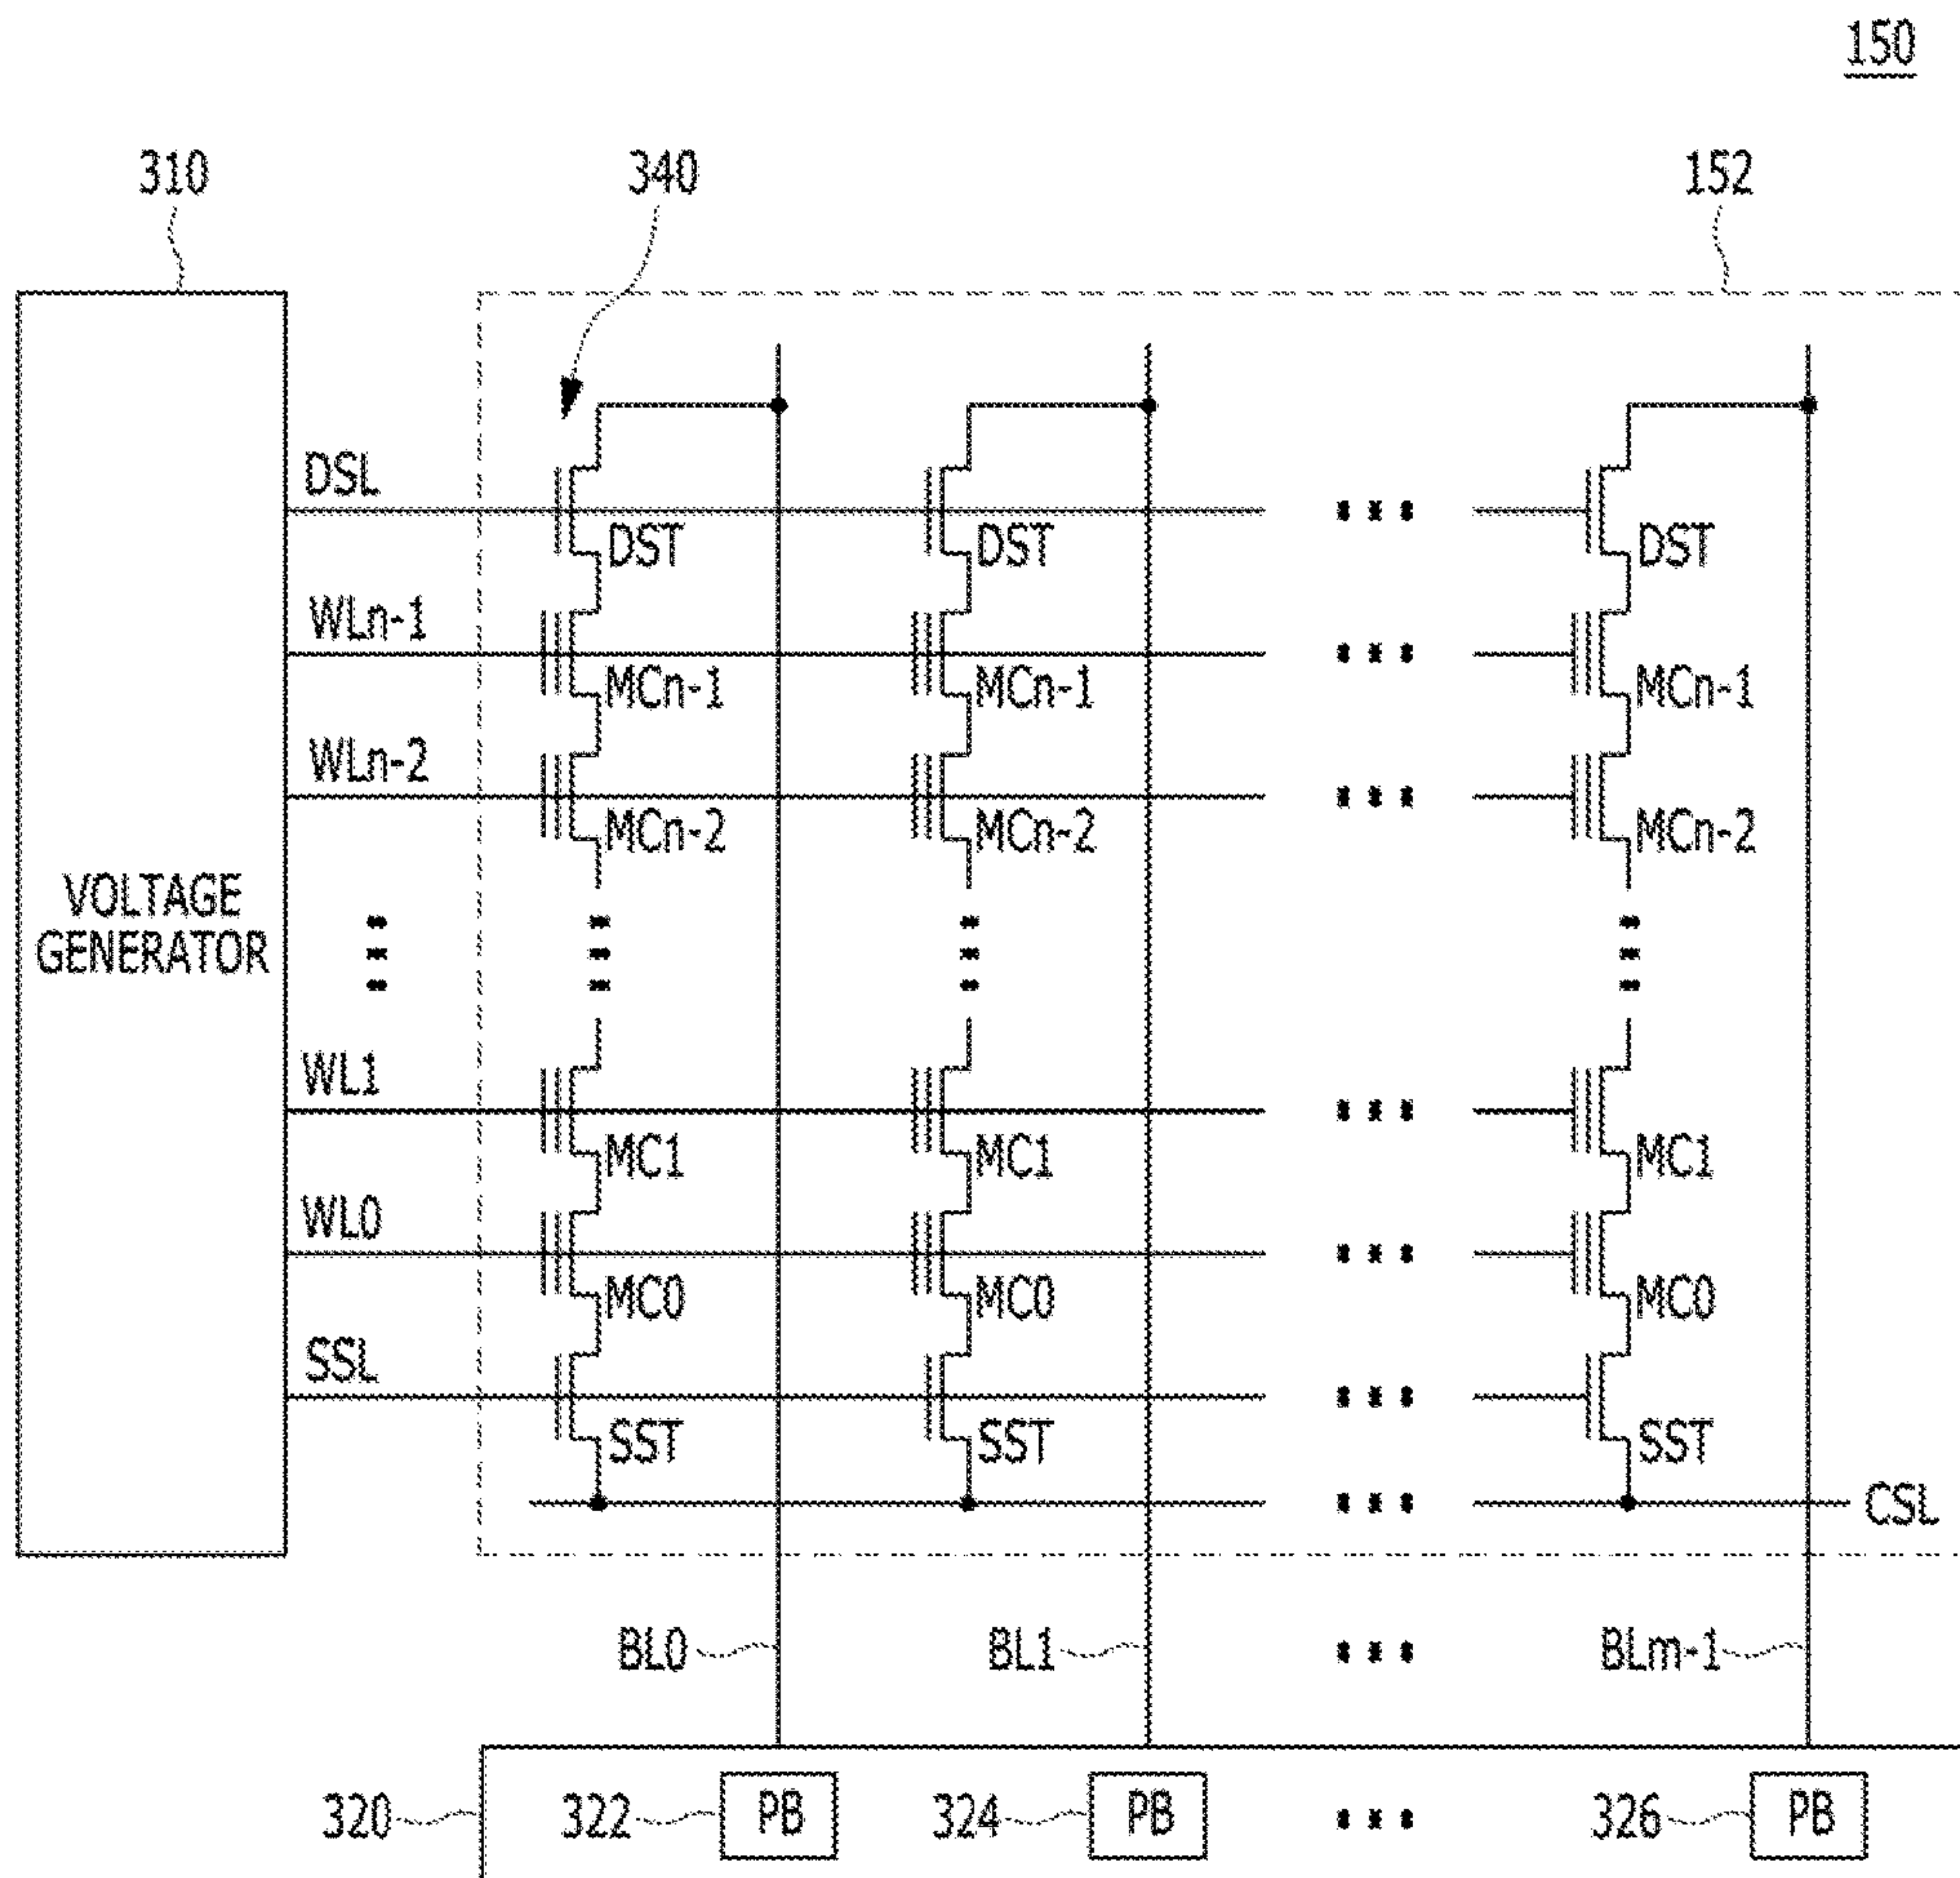 150
310 340 152
DSL
DST DST DST
WLn-1
MCn-1 MCn-1 MCn-1
WLn-2
MCn-2 MCn-2 MCn-2
VOLTAGE
GENERATOR
WL1
MC1 MC1 MC1
WL0
MC0 MC0 MC0
SSL
SST SST SST
CSL
BL0 BL1 BLm-1
320 322 PB 324 PB 326 PB